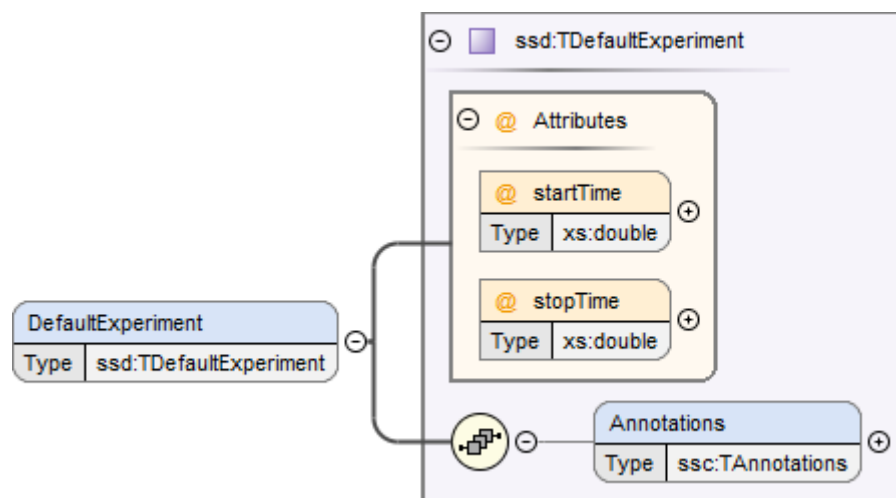 ssd:TDefaultExperiment
@ Attributes
@ startTime
Type xs:double
@ stopTime
Type xs:double
DefaultExperiment
Type ssd:TDefaultExperiment
Annotations
Type ssc:TAnnotations